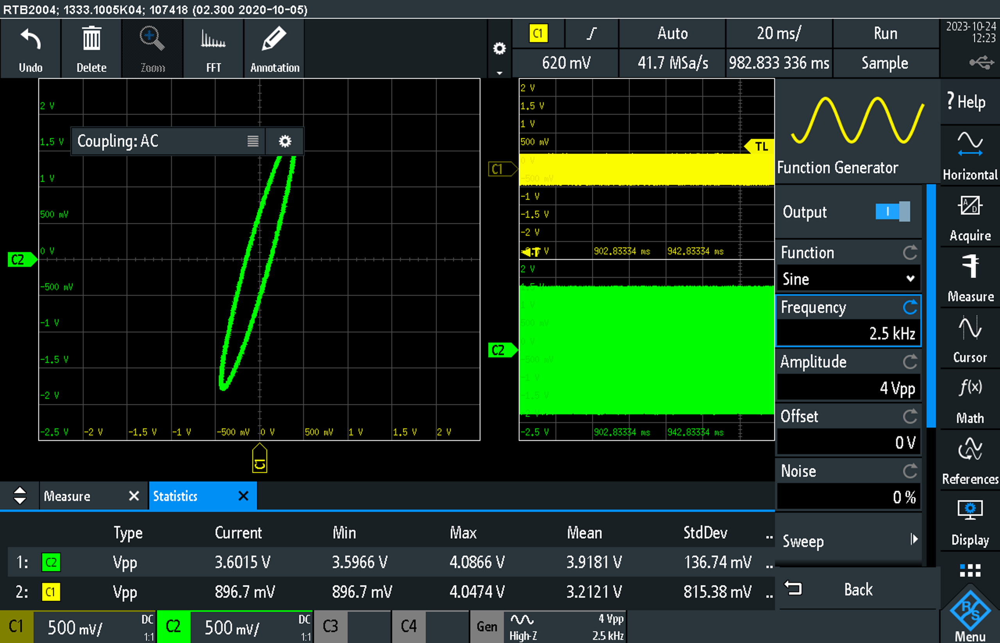 RTB2004; 1333.1005K04; 107418 (02.300 2020-10-05)
Undo
Delete
Zoom
FFT
Annotation
C1
Auto
20 ms/
Run
620 mV
41.7 MSa/s
982.833 336 ms
Sample
2023-10-24
12:23
2 V
1.5 V
1 V
500 mV
0 V
-500 mV
-1 V
-1.5 V
-2 V
-2.5 V
-2 V
-1.5 V
-1 V
-500 mV
0 V
500 mV
1 V
1.5 V
2 V
Coupling: AC
C2
C1
2 V
1.5 V
1 V
500 mV
0 V
-500 mV
-1 V
-1.5 V
-2 V
902.83334 ms
942.83334 ms
TL
C1
2 V
1.5 V
1 V
500 mV
0 V
-500 mV
-1 V
-1.5 V
-2 V
-2.5 V
902.83334 ms
942.83334 ms
C2
Function Generator
Output
Function
Sine
Frequency
2.5 kHz
Amplitude
4 Vpp
Offset
0 V
Noise
0 %
Sweep
Back
? Help
Horizontal
Acquire
Measure
Cursor
f(x)
Math
References
Display
R S
Menu
Measure
Statistics
Type Current Min Max Mean StdDev ..
1: C2 Vpp 3.6015 V 3.5966 V 4.0866 V 3.9181 V 136.74 mV ..
2: C1 Vpp 896.7 mV 896.7 mV 4.0474 V 3.2121 V 815.38 mV ..
C1 500 mV/ DC 1:1
C2 500 mV/ DC 1:1
C3
C4
Gen High-Z 4 Vpp 2.5 kHz